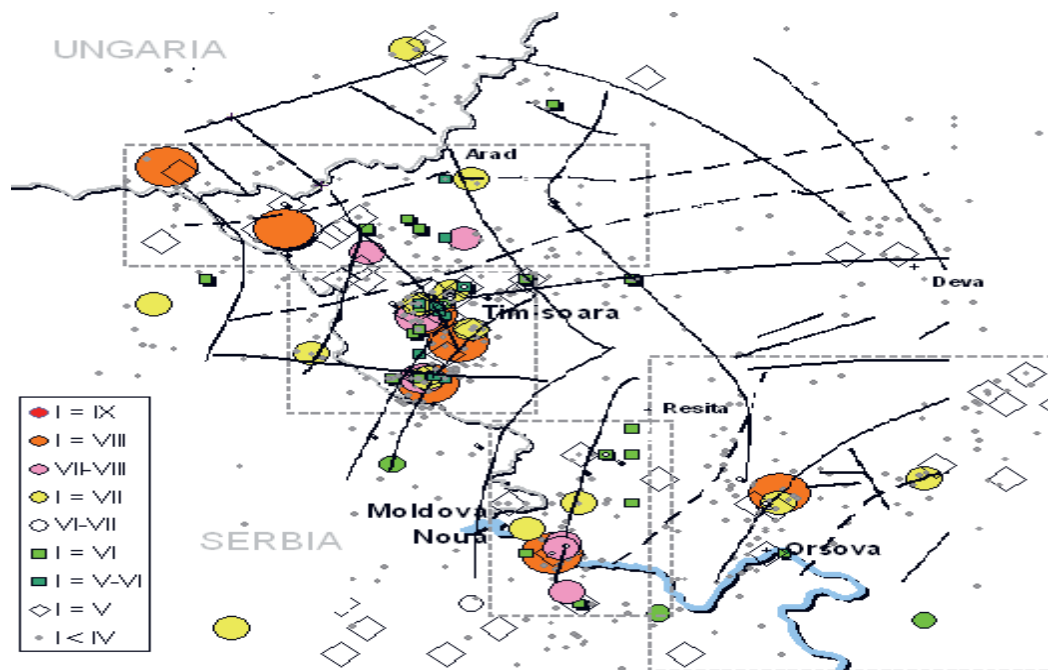 UNGARIA
Arad
Deva
Timisoara
Resita
Moldova
Noua
SERBIA
Orsova
I = IX
I = VIII
VII-VIII
I = VII
VI-VII
I = VI
I = V-VI
I = V
I < IV